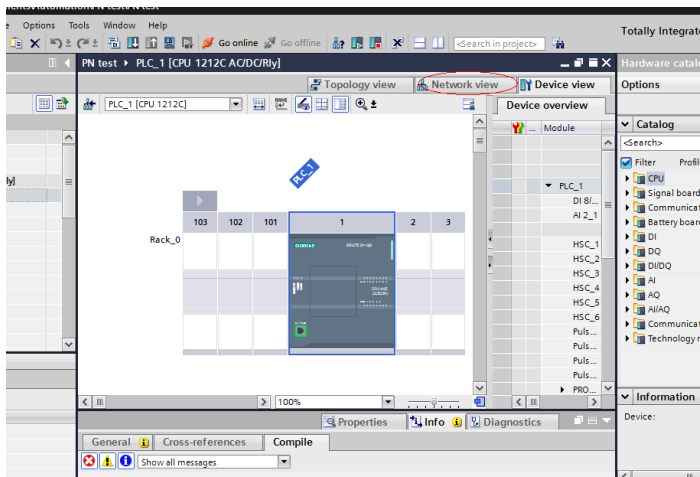 Options Tools Window Help
Totally Integrate
Go online Go offline <Search in project>
PN test ▸ PLC_1 [CPU 1212C AC/DC/Rly]
Hardware catalo
Topology view Network view Device view
Options
PLC_1 [CPU 1212C]
Device overview
... Module
Catalog
<Search>
Filter Profil
PLC_1
DI 8/...
AI 2_1
HSC_1
HSC_2
HSC_3
HSC_4
HSC_5
HSC_6
Puls...
Puls...
Puls...
Puls...
PRO...
CPU
Signal board
Communicat
Battery board
DI
DQ
DI/DQ
AI
AQ
AI/AQ
Communicat
Technology m
ly]
PLC_1
103 102 101 1 2 3
Rack_0
SIEMENS
100%
Information
Device:
Properties Info Diagnostics
General Cross-references Compile
Show all messages